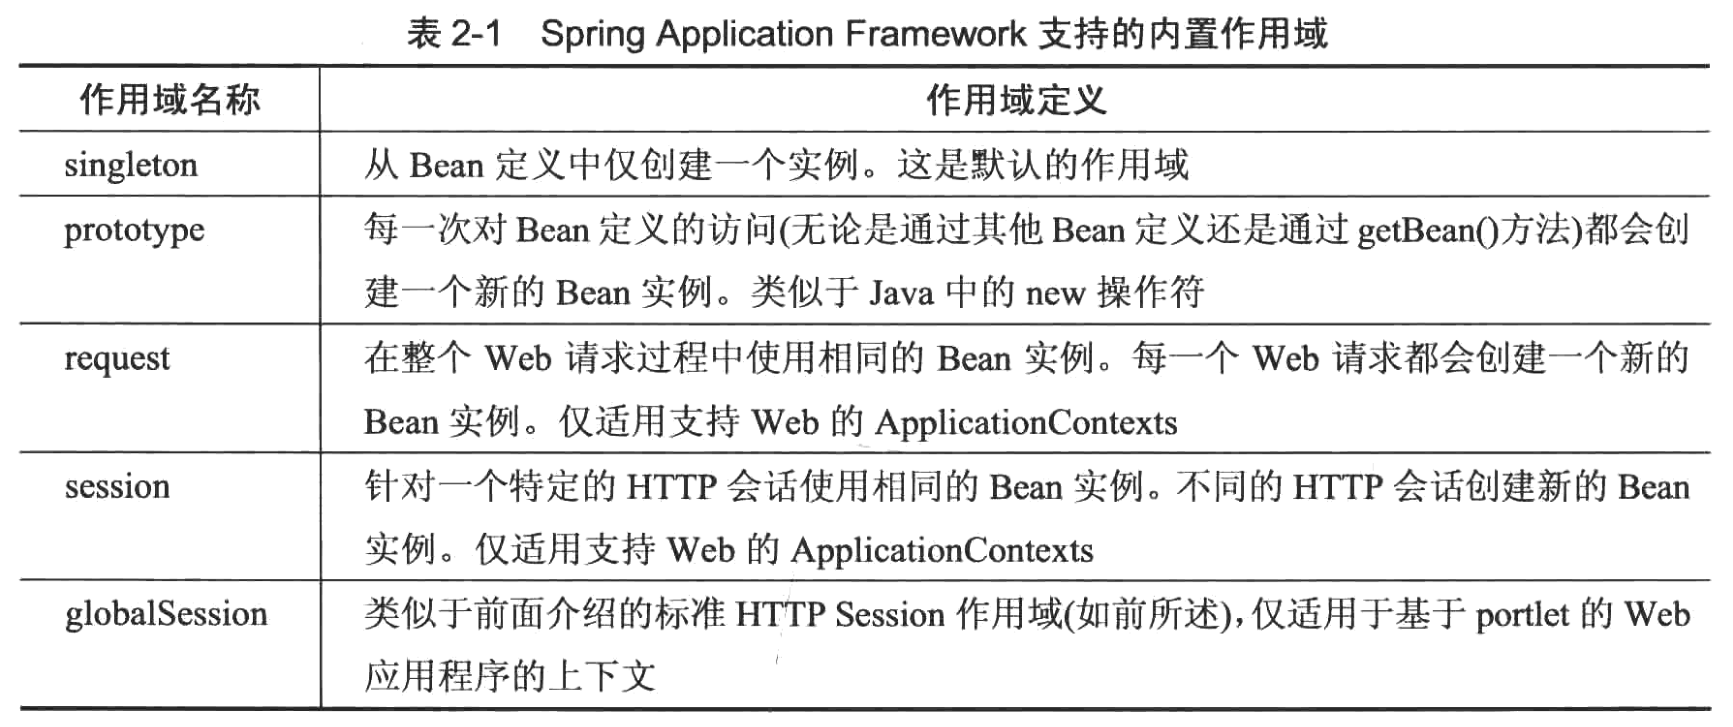 表 2-1 Spring Application Framework 支持的内置作用域
作用域名称 作用域定义
singleton 从 Bean 定义中仅创建一个实例。这是默认的作用域
prototype 每一次对 Bean 定义的访问(无论是通过其他 Bean 定义还是通过 getBean()方法)都会创
建一个新的 Bean 实例。类似于 Java 中的 new 操作符
request 在整个 Web 请求过程中使用相同的 Bean 实例。每一个 Web 请求都会创建一个新的
Bean 实例。仅适用支持 Web 的 ApplicationContexts
session 针对一个特定的 HTTP 会话使用相同的 Bean 实例。不同的 HTTP 会话创建新的 Bean
实例。仅适用支持 Web 的 ApplicationContexts
globalSession 类似于前面介绍的标准 HTTP Session 作用域(如前所述),仅适用于基于 portlet 的 Web
应用程序的上下文